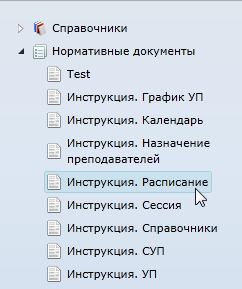 Справочники
Нормативные документы
Test
Инструкция. График УП
Инструкция. Календарь
Инструкция. Назначение
преподавателей
Инструкция. Расписание
Инструкция. Сессия
Инструкция. Справочники
Инструкция. СУП
Инструкция. УП